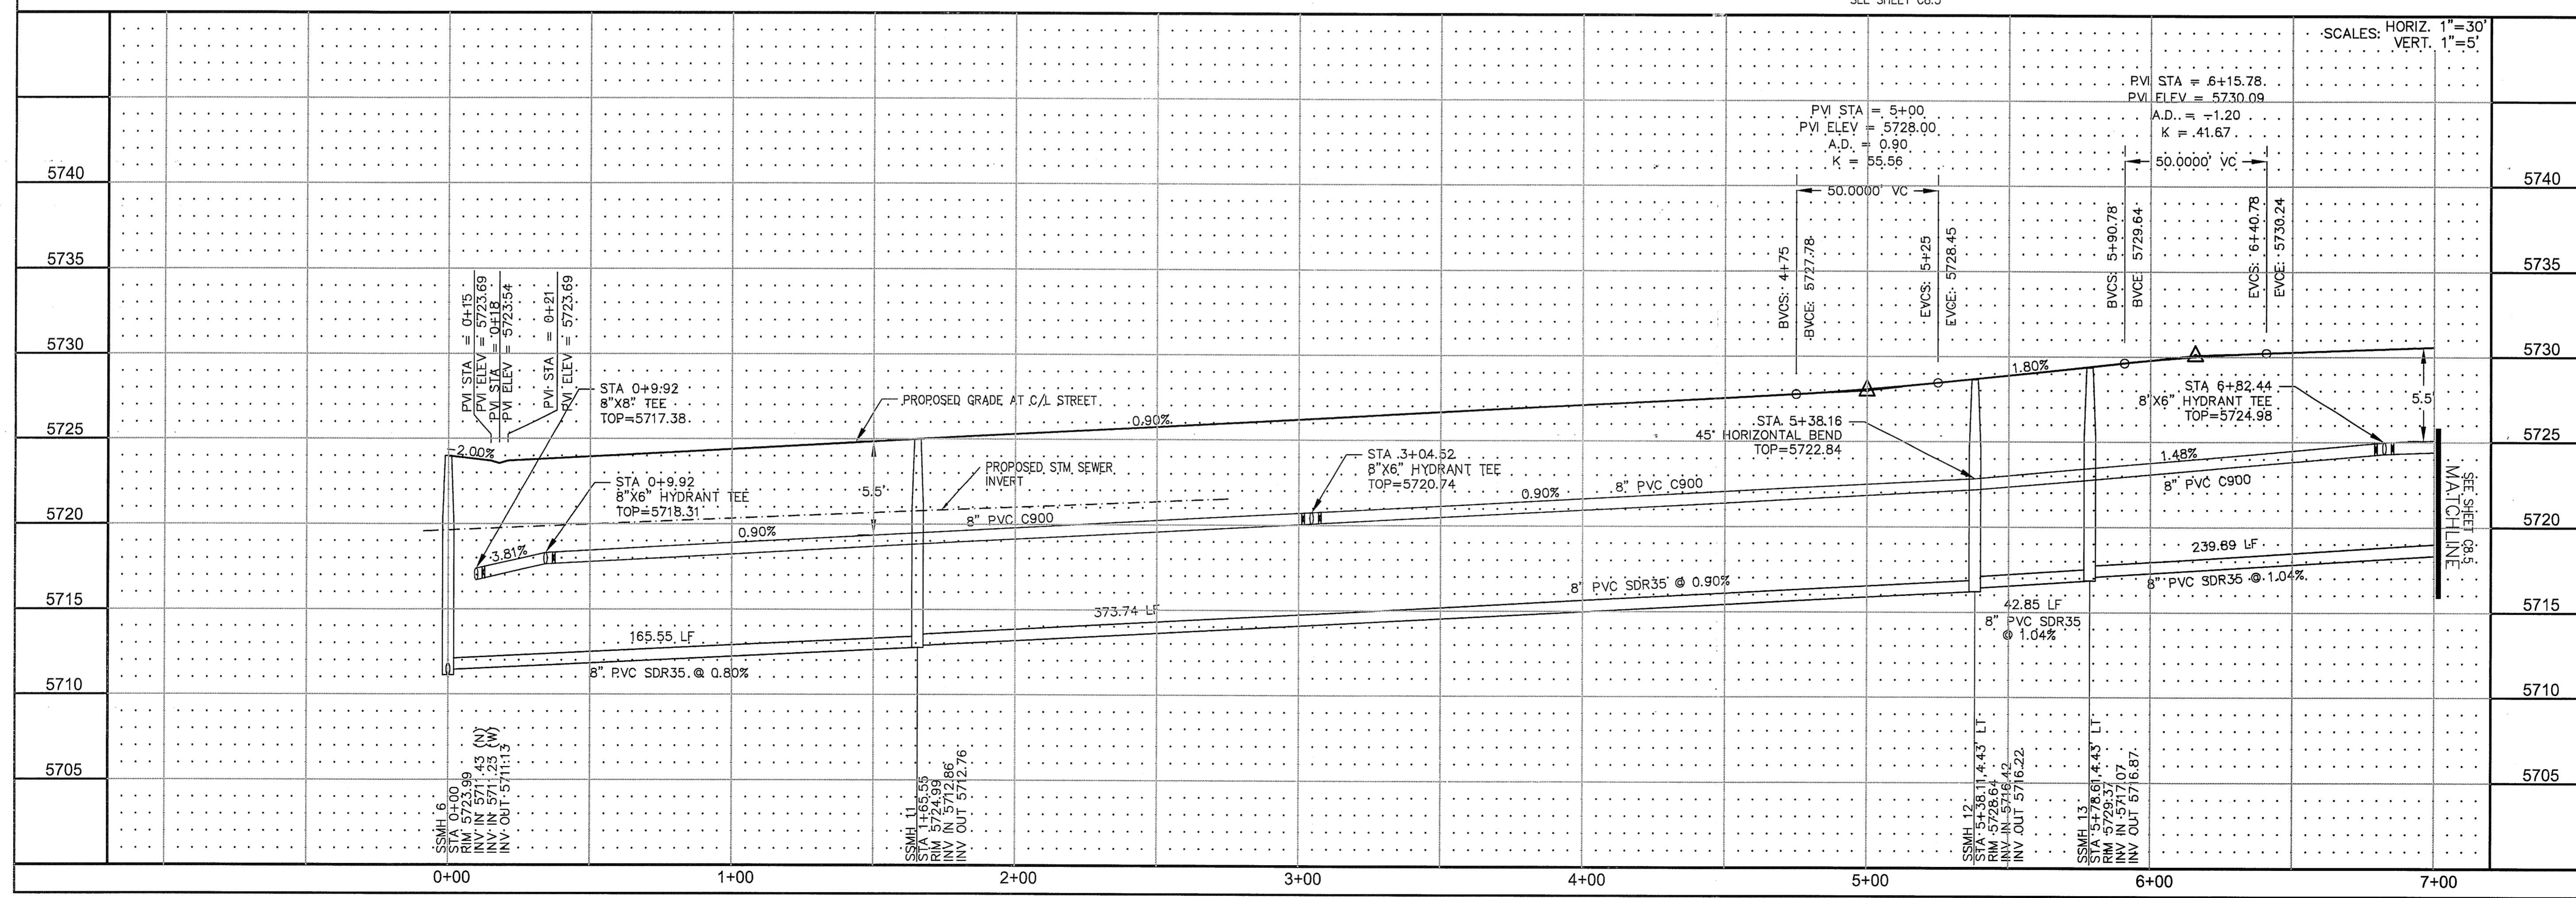 SEE SHEET C8.3
SCALES: HORIZ. 1"=30'
VERT. 1"=5'
PVI STA = 6+15.78
PVI ELEV = 5730.09
A.D. = -1.20
K = 41.67
50.0000' VC
PVI STA = 5+00
PVI ELEV = 5728.00
A.D. = 0.90
K = 55.56
50.0000' VC
BVCS: 4+75
BVCE: 5727.78
EVCS: 5+25
EVCE: 5728.45
BVCS: 5+90.78
BVCE 5729.64
EVCS: 6+40.78
EVCE: 5730.24
5740
5735
5730
5725
5720
5715
5710
5705
5740
5735
5730
5725
5720
5715
5710
5705
PVI STA = 0+15
PVI ELEV = 5723.69
PVI STA = 0+18
PVI ELEV = 5723.54
PVI STA = 0+21
PVI ELEV = 5723.69
STA 0+9.92
8"X8" TEE
TOP=5717.38
-2.00%
PROPOSED GRADE AT C/L STREET
0.90%
1.80%
STA 0+9.92
8"X6" HYDRANT TEE
TOP=5718.31
PROPOSED STM SEWER
INVERT
5.5'
STA 3+04.52
8"X6" HYDRANT TEE
TOP=5720.74
STA 5+38.16
45° HORIZONTAL BEND
TOP=5722.84
STA 6+82.44
8"X6" HYDRANT TEE
TOP=5724.98
5.5'
3.81%
0.90%
8" PVC C900
0.90%
8" PVC C900
1.48%
8" PVC C900
SEE SHEET C8.5
MATCHLINE
165.55 LF
8" PVC SDR35 @ 0.80%
373.74 LF
8" PVC SDR35 @ 0.90%
42.85 LF
8" PVC SDR35
@ 1.04%
239.89 LF
8" PVC SDR35 @ 1.04%
SSMH 6
STA 0+00
RIM 5723.99
INV IN 5711.43 (N)
INV IN 5711.23 (W)
INV OUT 5711.13
SSMH 11
STA 1+65.55
RIM 5724.99
INV IN 5712.86
INV OUT 5712.76
SSMH 12
STA 5+38.11, 4.43' LT
RIM 5728.64
INV IN 5716.42
INV OUT 5716.22
SSMH 13
STA 5+78.61, 4.43' LT
RIM 5729.37
INV IN 5717.07
INV OUT 5716.87
0+00
1+00
2+00
3+00
4+00
5+00
6+00
7+00